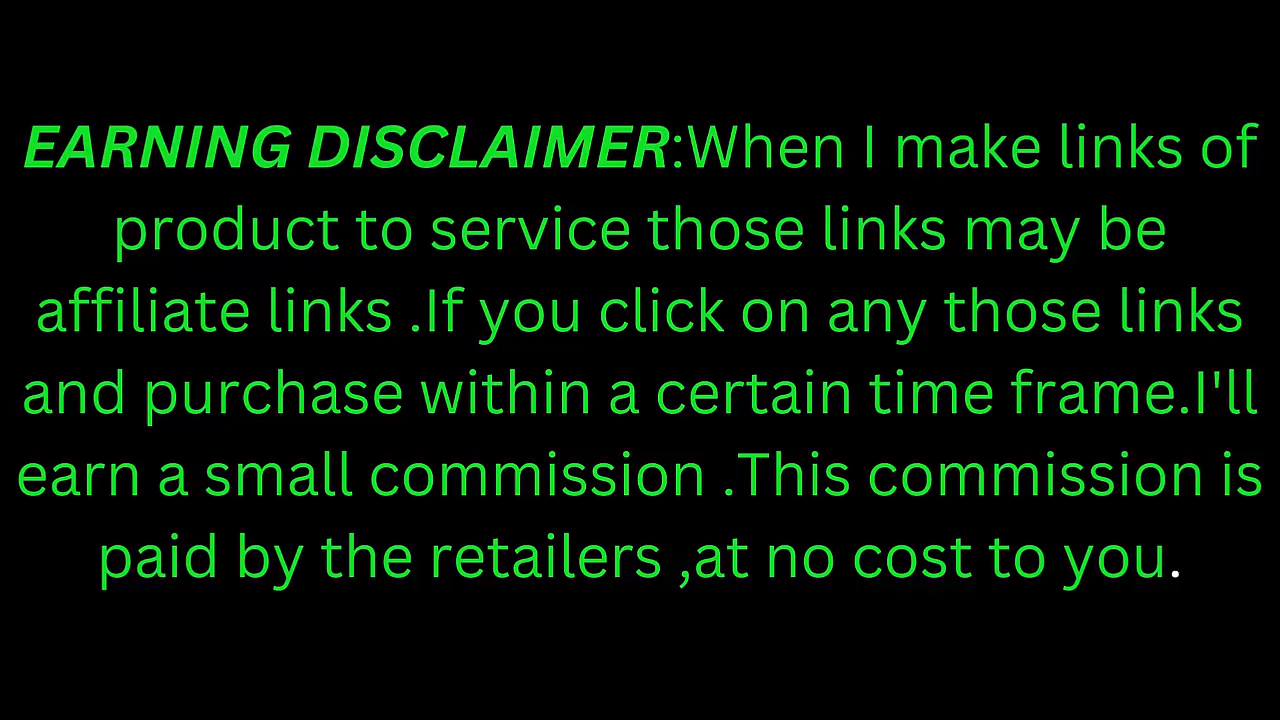 EARNING DISCLAIMER:When I make links of
product to service those links may be
affiliate links .If you click on any those links
and purchase within a certain time frame.I'll
earn a small commission .This commission is
paid by the retailers ,at no cost to you.